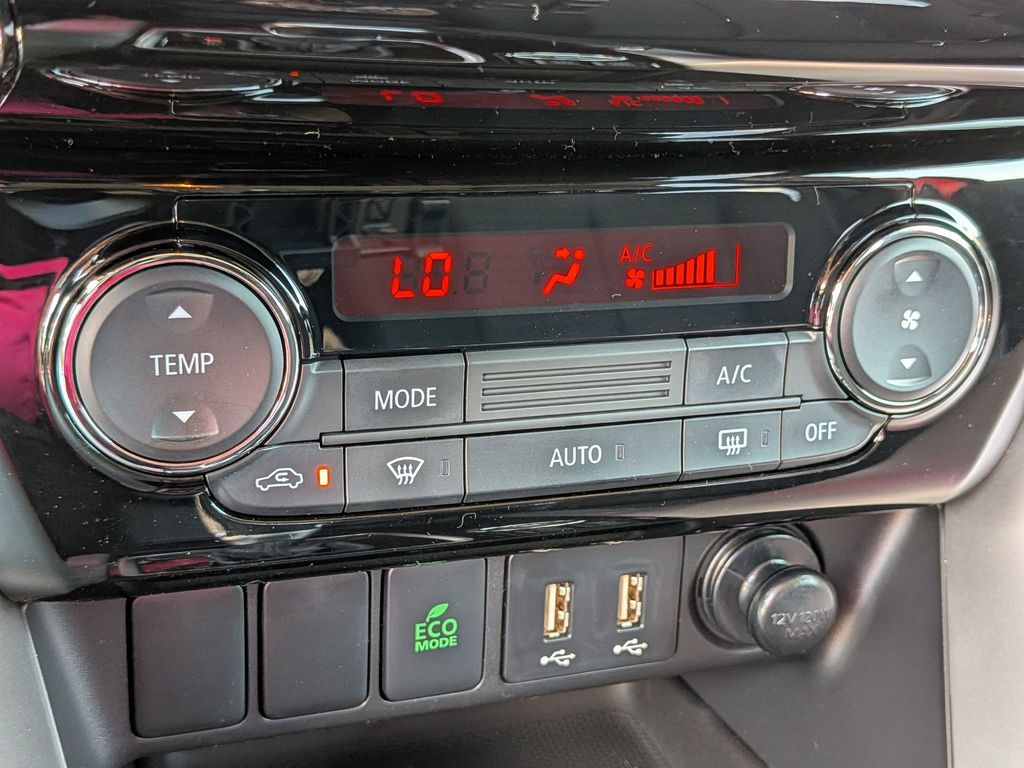 LO
A/C
TEMP
MODE
A/C
AUTO
OFF
ECO
MODE
12V120W
MAX